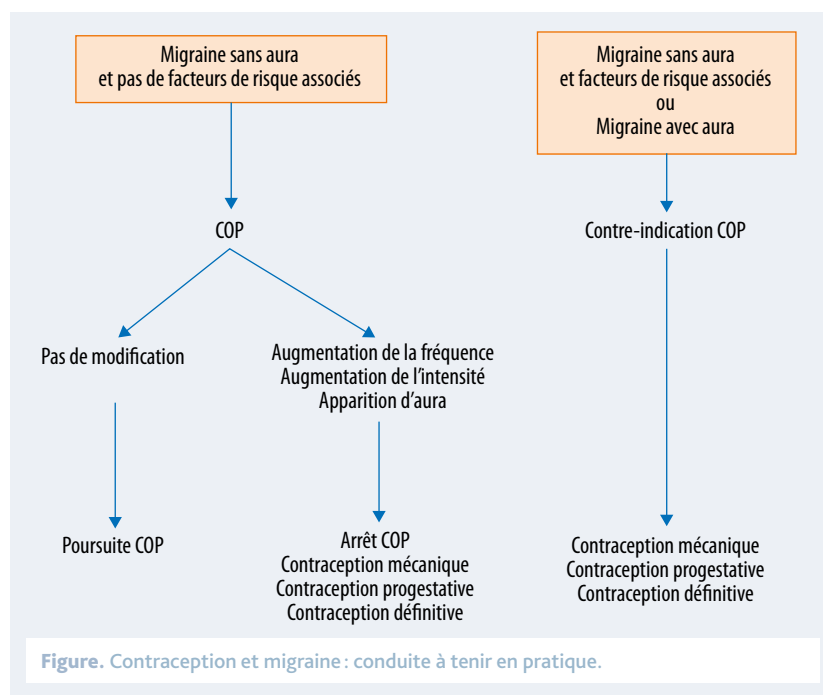 Migraine sans aura
et pas de facteurs de risque associés
Migraine sans aura
et facteurs de risque associés
ou
Migraine avec aura
COP
Contre-indication COP
Pas de modification
Augmentation de la fréquence
Augmentation de l'intensité
Apparition d'aura
Poursuite COP
Arrêt COP
Contraception mécanique
Contraception progestative
Contraception définitive
Contraception mécanique
Contraception progestative
Contraception définitive
Figure. Contraception et migraine : conduite à tenir en pratique.